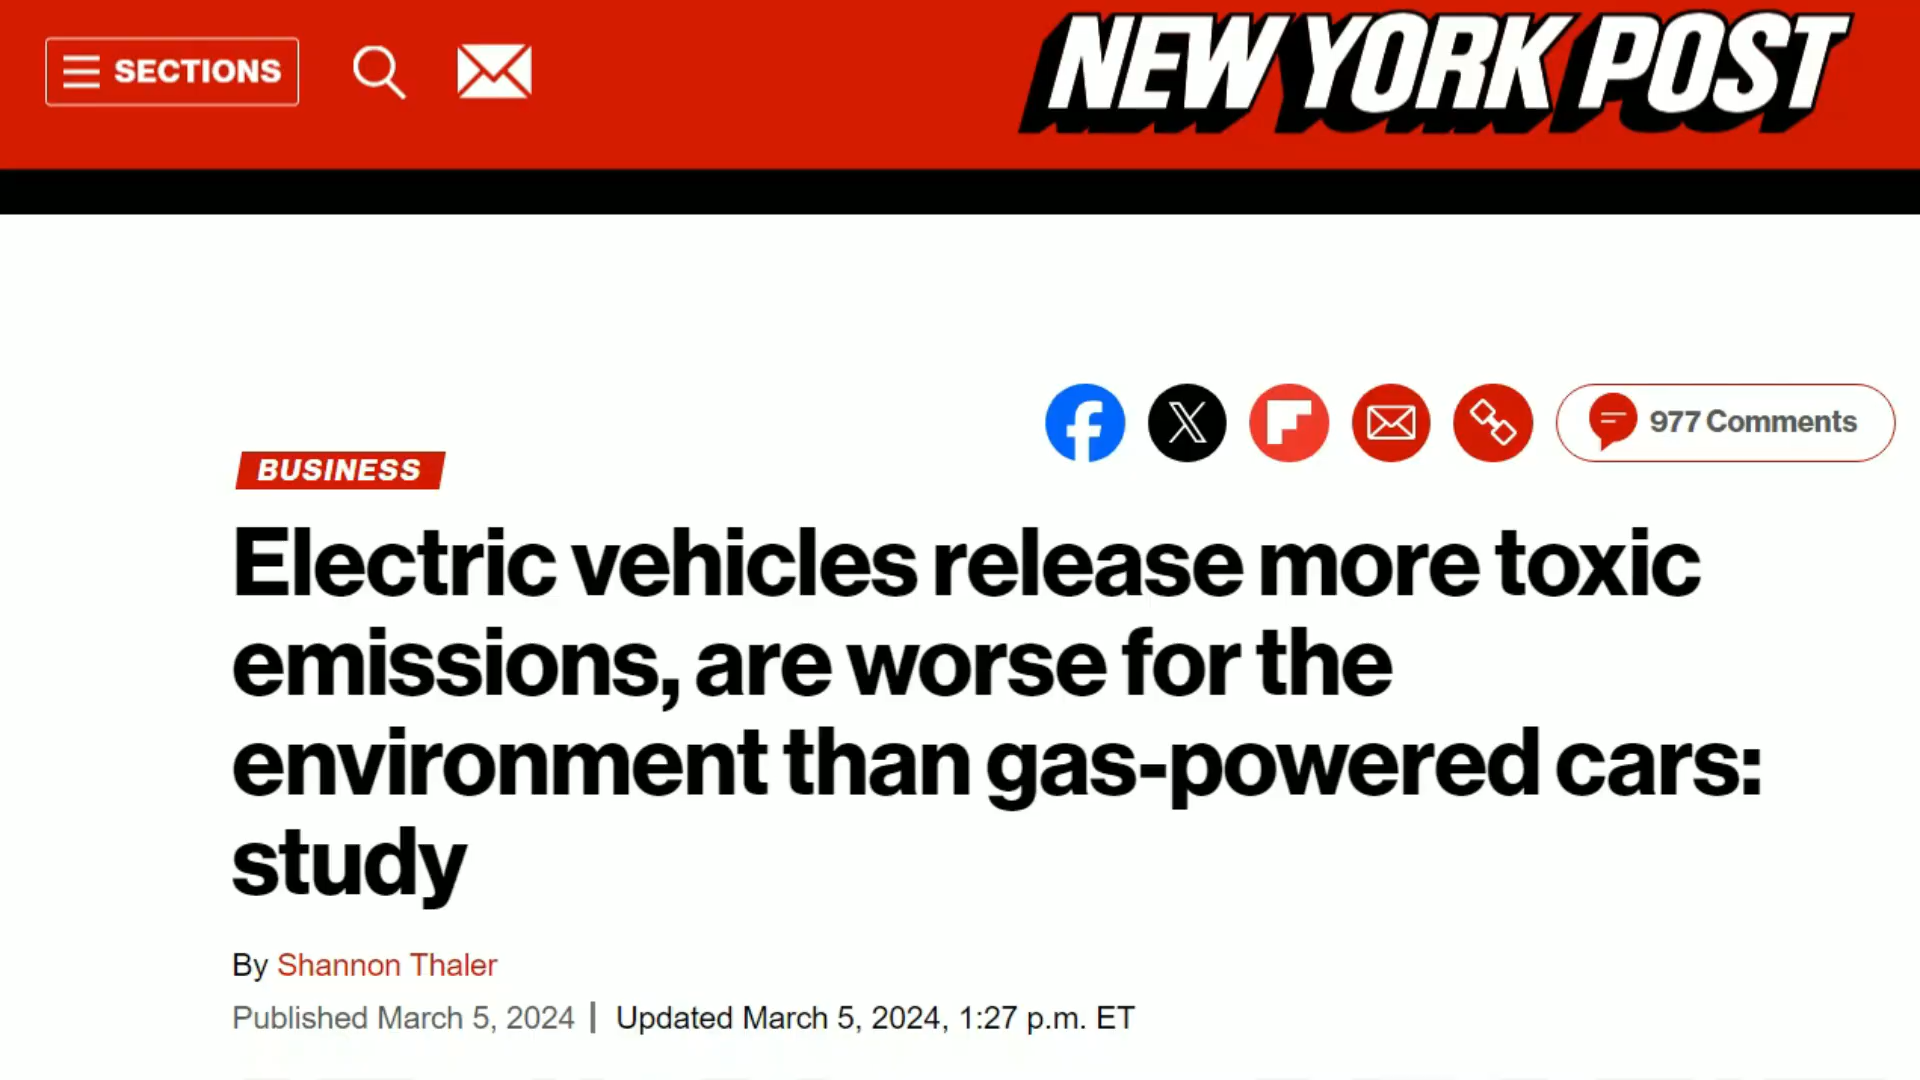 SECTIONS
NEW YORK POST
977 Comments
BUSINESS
Electric vehicles release more toxic
emissions, are worse for the
environment than gas-powered cars:
study
By Shannon Thaler
Published March 5, 2024 | Updated March 5, 2024, 1:27 p.m. ET